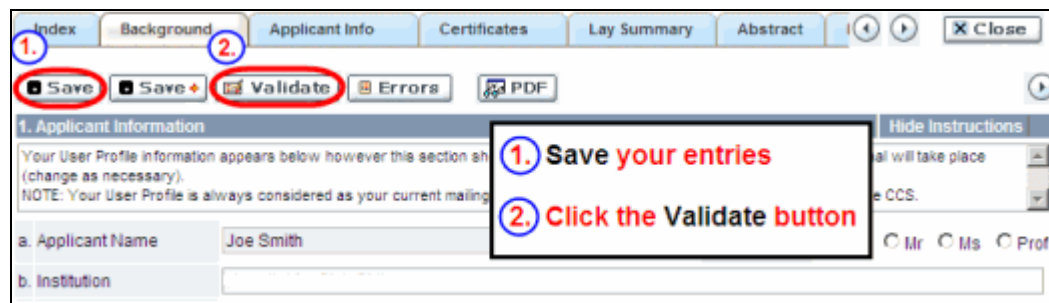 Index Background Applicant Info Certificates Lay Summary Abstract Close
1. 2.
Save Save Validate Errors PDF
1. Applicant Information Hide Instructions
Your User Profile information appears below however this section sh al will take place
(change as necessary).
NOTE: Your User Profile is always considered as your current mailing e CCS.
1. Save your entries
2. Click the Validate button
a. Applicant Name Joe Smith Mr Ms Prof
b. Institution